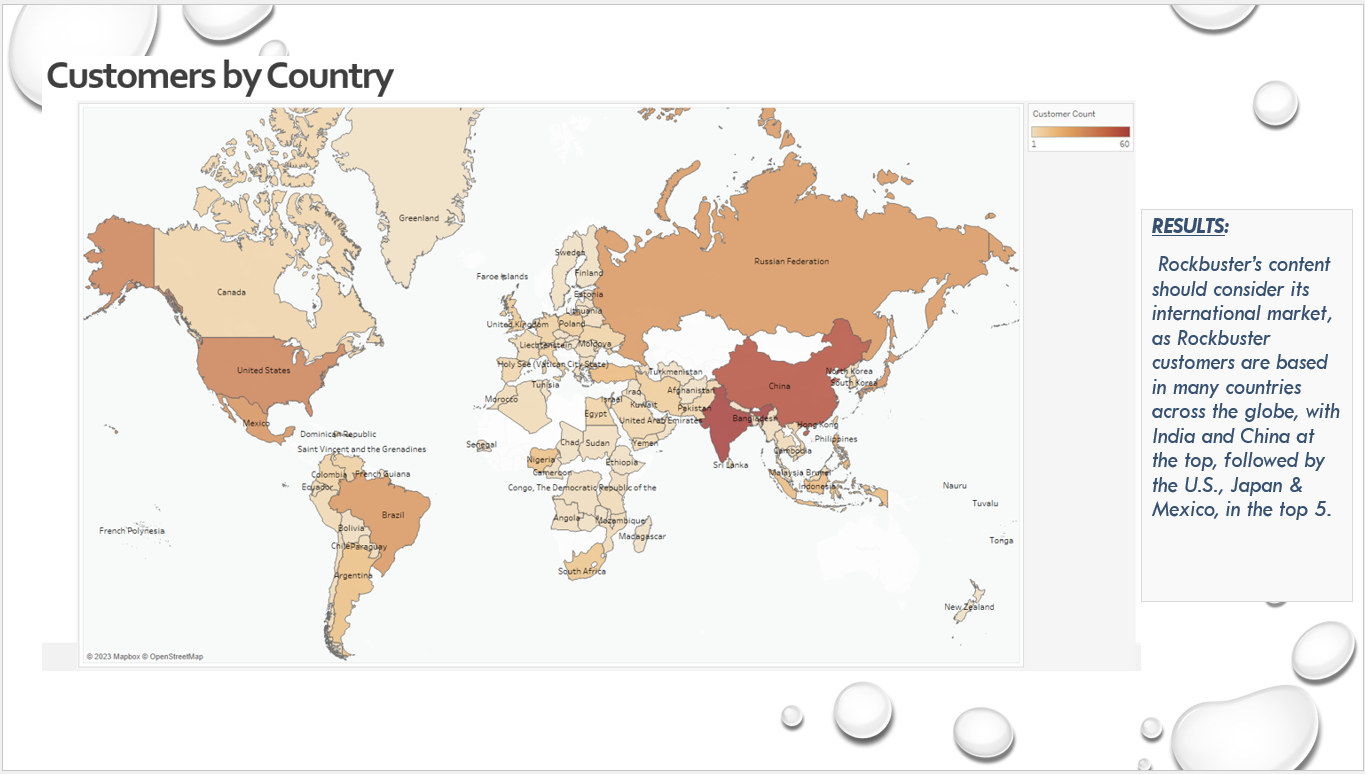 Customers by Country
Customer Count
1 60
Greenland
Sweden
Finland
Faroe Islands
Estonia
Russian Federation
Canada
Lithuania
United Kingdom
Poland
Liechtenstein
Moldova
Holy See (Vatican City State)
United States
Turkmenistan
North Korea
South Korea
China
Tunisia
Morocco
Israel
Iraq
Afghanistan
Kuwait
Pakistan
Egypt
United Arab Emirates
Bangladesh
Hong Kong
Mexico
Dominican Republic
Saint Vincent and the Grenadines
Senegal
Chad
Sudan
Yemen
Philippines
Cambodia
Nigeria
Ethiopia
Sri Lanka
Cameroon
Malaysia
Brunei
Colombia
French Guiana
Ecuador
Congo, The Democratic Republic of the
Indonesia
Nauru
Tuvalu
Brazil
Angola
Mozambique
French Polynesia
Bolivia
Madagascar
Tonga
Chile
Paraguay
Argentina
South Africa
New Zealand
© 2023 Mapbox © OpenStreetMap
RESULTS:
Rockbuster's content
should consider its
international market,
as Rockbuster
customers are based
in many countries
across the globe, with
India and China at
the top, followed by
the U.S., Japan &
Mexico, in the top 5.